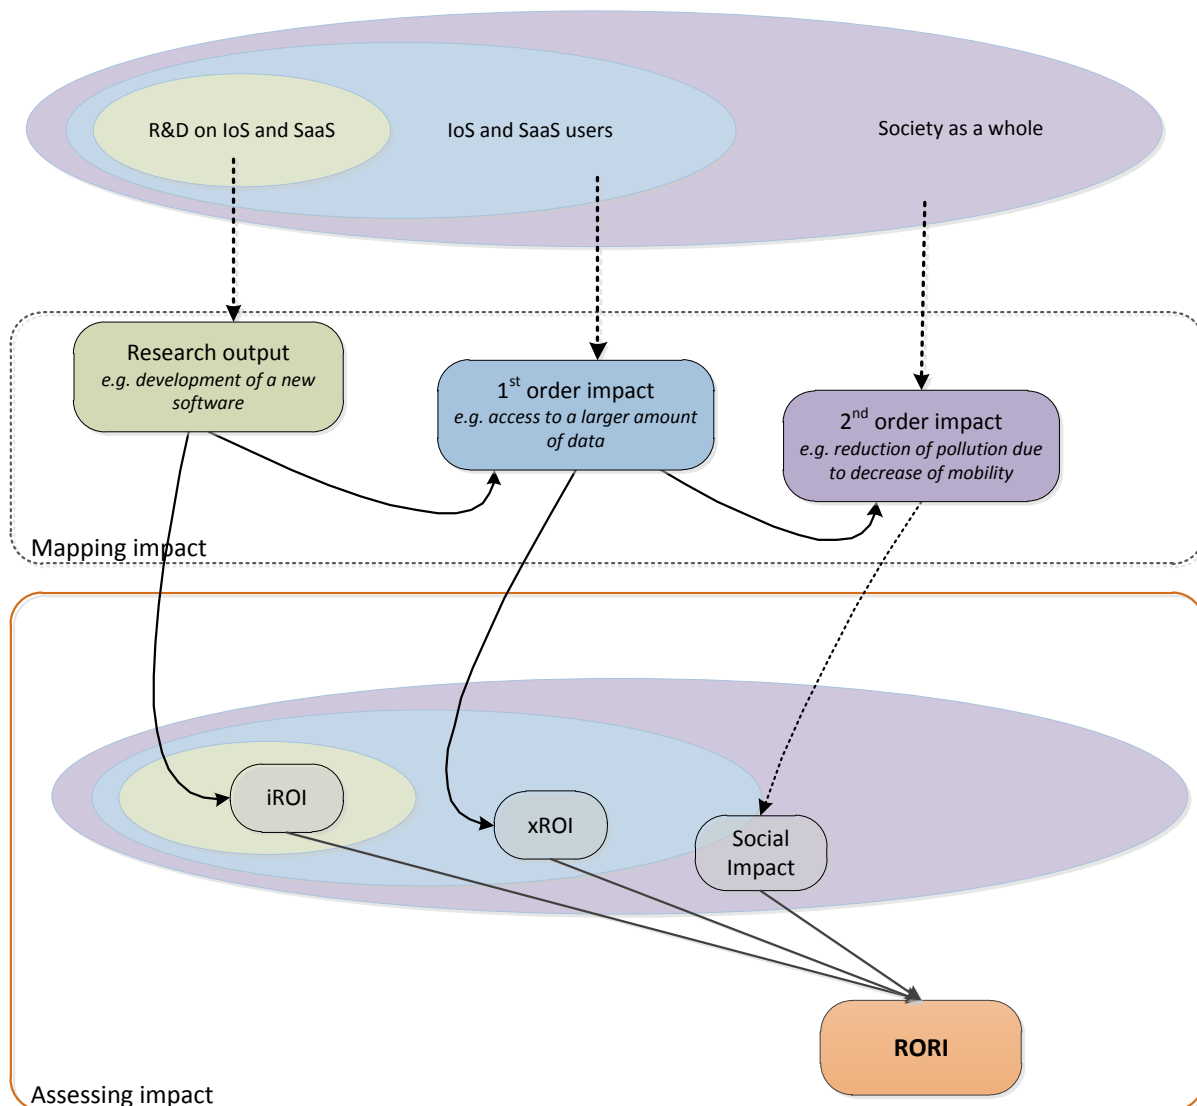 R&D on IoS and SaaS
IoS and SaaS users
Society as a whole
Research output
e.g. development of a new
software
1st order impact
e.g. access to a larger amount
of data
2nd order impact
e.g. reduction of pollution due
to decrease of mobility
Mapping impact
iROI
xROI
Social
Impact
RORI
Assessing impact